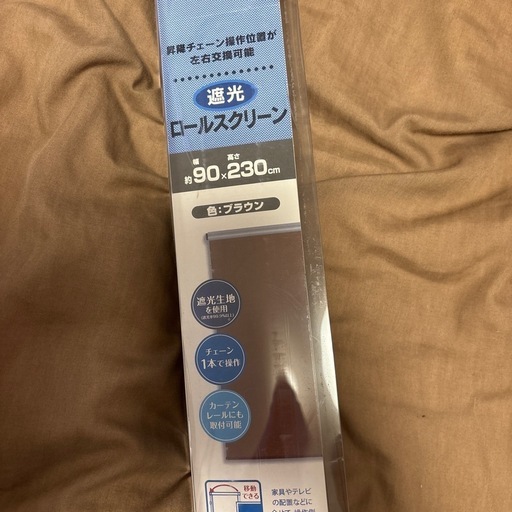 昇降チェーン操作位置が
左右交換可能
遮光
ロールスクリーン
幅 高さ
約90×230cm
色：ブラウン
遮光生地
を使用
チェーン
1本で操作
カーテン
レールにも
取付可能
移動
できる
家具やテレビ
の配置などに